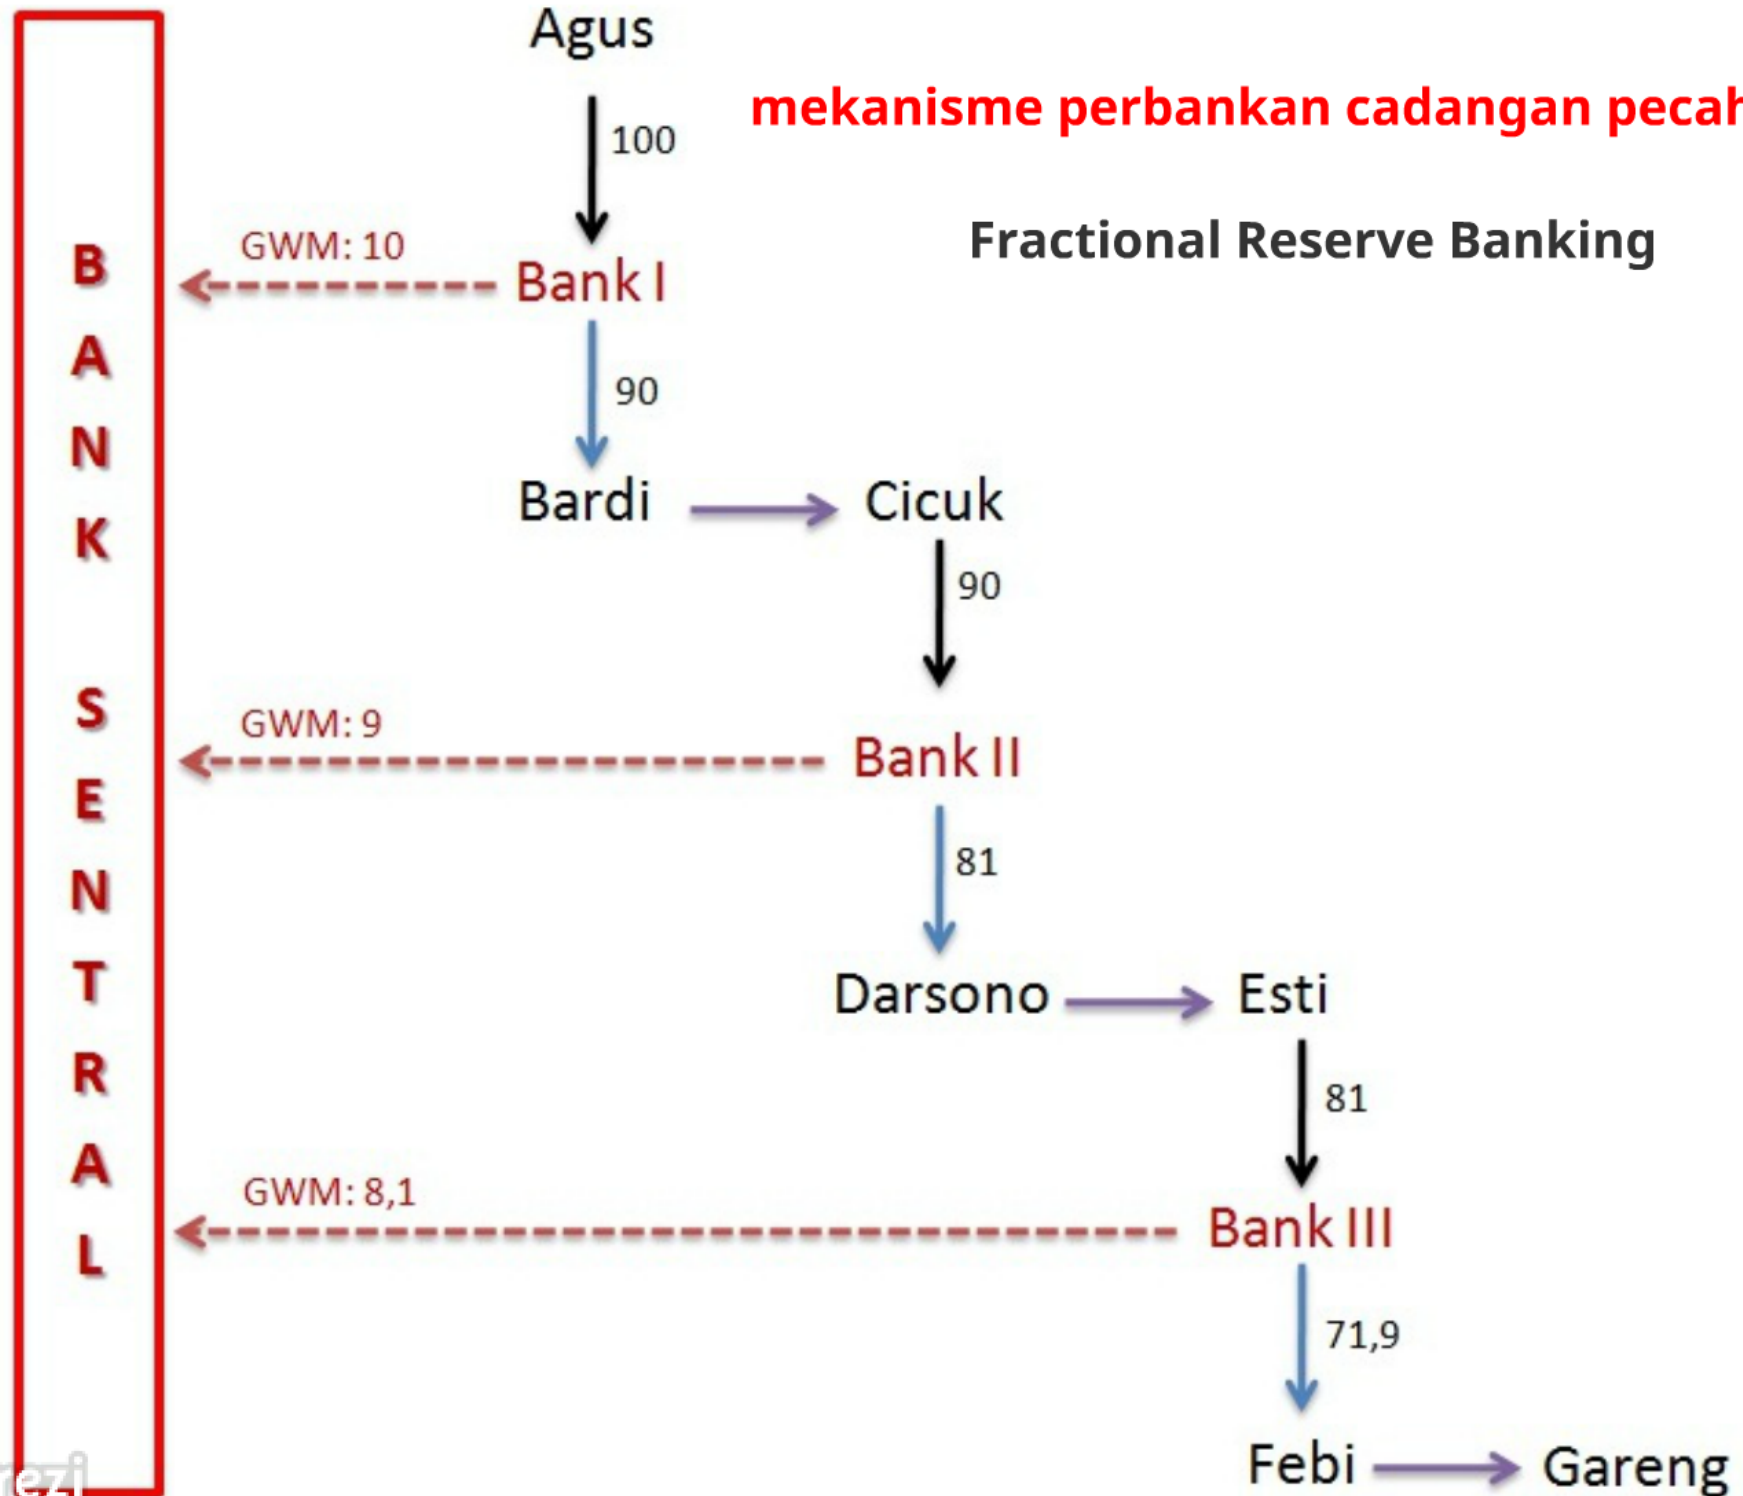 Agus
mekanisme perbankan cadangan pecah
100
Fractional Reserve Banking
GWM: 10
Bank I
90
Bardi
Cicuk
90
GWM: 9
Bank II
81
Darsono
Esti
81
GWM: 8,1
Bank III
71,9
Febi
Gareng
BANK SENTRAL